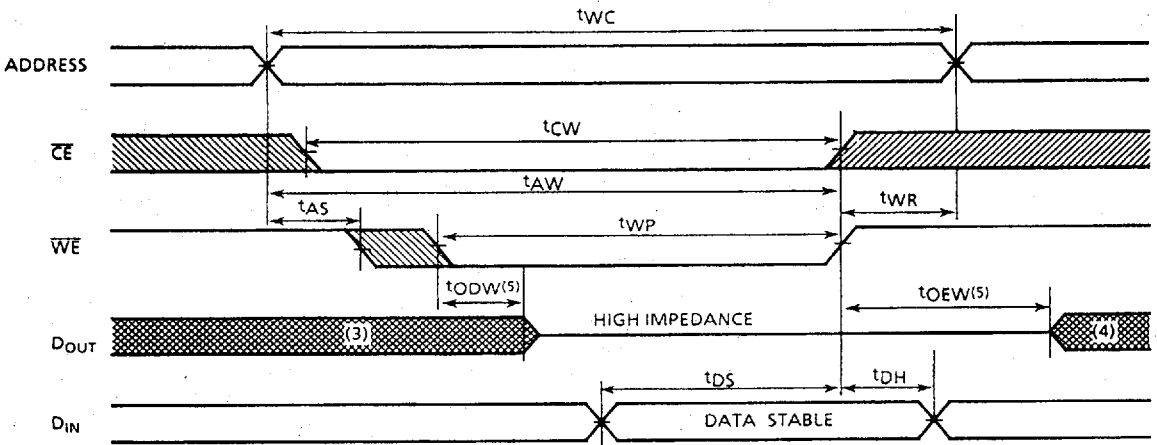 tWC
ADDRESS
tCW
CE
tAW
tAS
tWR
tWP
WE
tODW(5)
tOEW(5)
HIGH IMPEDANCE
(3)
(4)
DOUT
tDS
tDH
DIN
DATA STABLE